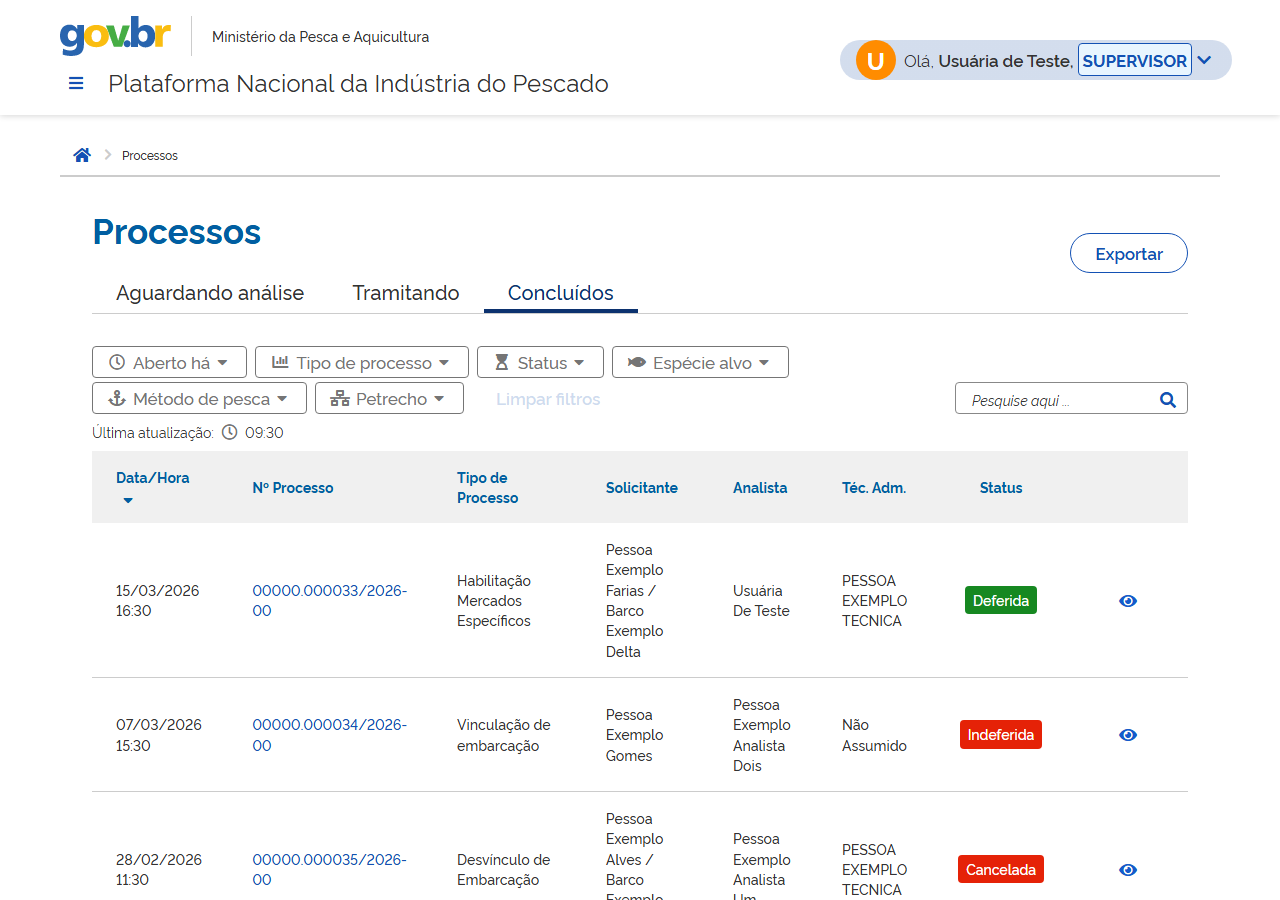 gov.br
Ministério da Pesca e Aquicultura
Plataforma Nacional da Indústria do Pescado
U
Olá, Usuária de Teste, SUPERVISOR
Processos
Processos
Exportar
Aguardando análise
Tramitando
Concluídos
Aberto há
Tipo de processo
Status
Espécie alvo
Método de pesca
Petrecho
Limpar filtros
Pesquise aqui ...
Última atualização: 09:30
Data/Hora
Nº Processo
Tipo de
Processo
Solicitante
Analista
Téc. Adm.
Status
15/03/2026
16:30
00000.000033/2026-
00
Habilitação
Mercados
Específicos
Pessoa
Exemplo
Farias /
Barco
Exemplo
Delta
Usuária
De Teste
PESSOA
EXEMPLO
TECNICA
Deferida
07/03/2026
15:30
00000.000034/2026-
00
Vinculação de
embarcação
Pessoa
Exemplo
Gomes
Pessoa
Exemplo
Analista
Dois
Não
Assumido
Indeferida
28/02/2026
11:30
00000.000035/2026-
00
Desvínculo de
Embarcação
Pessoa
Exemplo
Alves /
Barco
Exemplo
Pessoa
Exemplo
Analista
Um
PESSOA
EXEMPLO
TECNICA
Cancelada